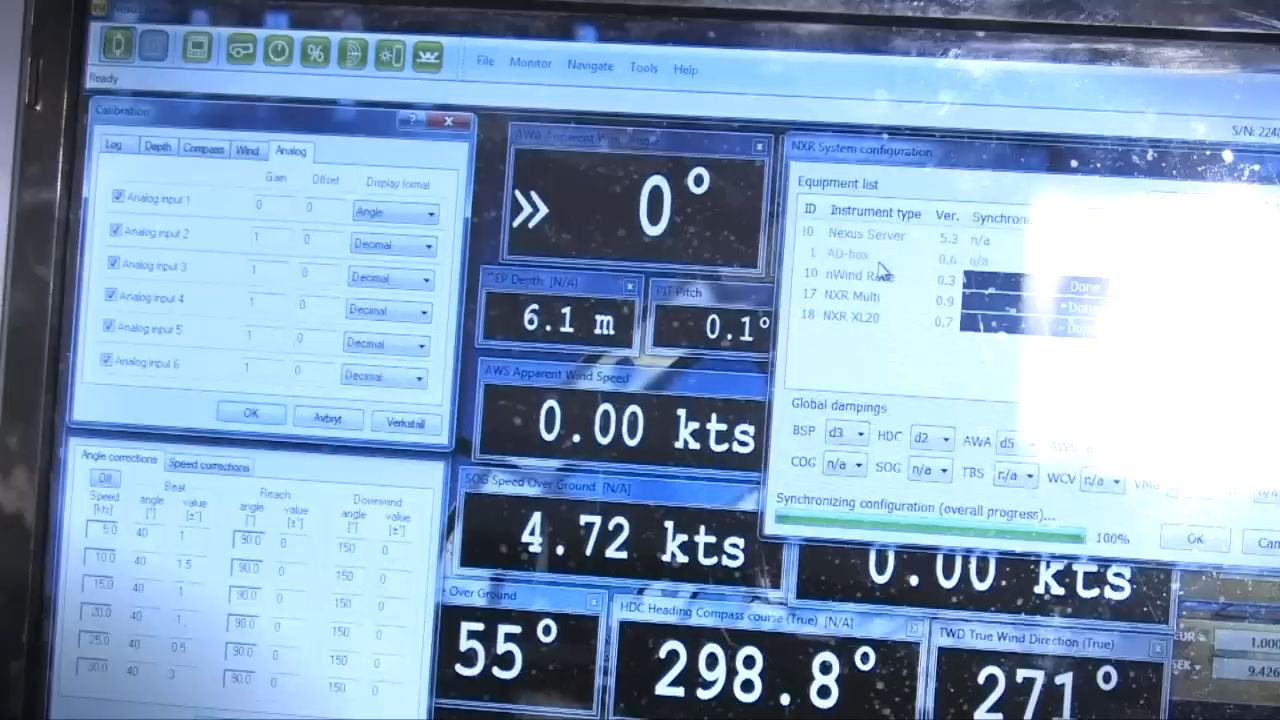 %
File Monitor Navigate Tools Help
Ready
S/N: 224
Calibration
?
Log Depth Compass Wind Analog
Gain Offset Display format
Analog input 1 0 0 Angle
Analog input 2 1 0 Decimal
Analog input 3 1 0 Decimal
Analog input 4 1 0 Decimal
Analog input 5 1 0 Decimal
Analog input 6 1 0 Decimal
OK Avbryt Verkställ
AWA Apparent
0°
Depth [N/A]
6.1 m
PIT Pitch
0.1°
AWS Apparent Wind Speed
0.00 kts
SOG Speed Over Ground [N/A]
4.72 kts
NXR System configuration
Equipment list
ID Instrument type Ver.
Nexus Server 5.3 n/a
1 AD-box 0.6 n/a
10 nWind 0.3 Done
17 NXR Multi 0.9 Done
18 NXR XL20 0.7
Global dampings
BSP d3 HDC d2 AWA d5 AWS
COG n/a SOG n/a TBS n/a WCV n/a
Synchronizing configuration (overall progress)...
100% OK
0.00 kts
Angle corrections Speed corrections
Off
Beat Reach Downwind
Speed [kts] angle [°] value [±°] angle [°] value [±°] angle [°] value [±°]
5.0 40 1 90.0 0 150 0
10.0 40 1.5 90.0 0 150 0
15.0 40 1 90.0 0 150 0
20.0 40 1 90.0 0 150 0
25.0 40 0.5 90.0 0 150 0
30.0 40 3 90.0 0 150 0
Over Ground
55°
HDC Heading Compass course (True) [N/A]
298.8°
TWD True Wind Direction (True)
271°
EUR 1.000
SEK 9.426